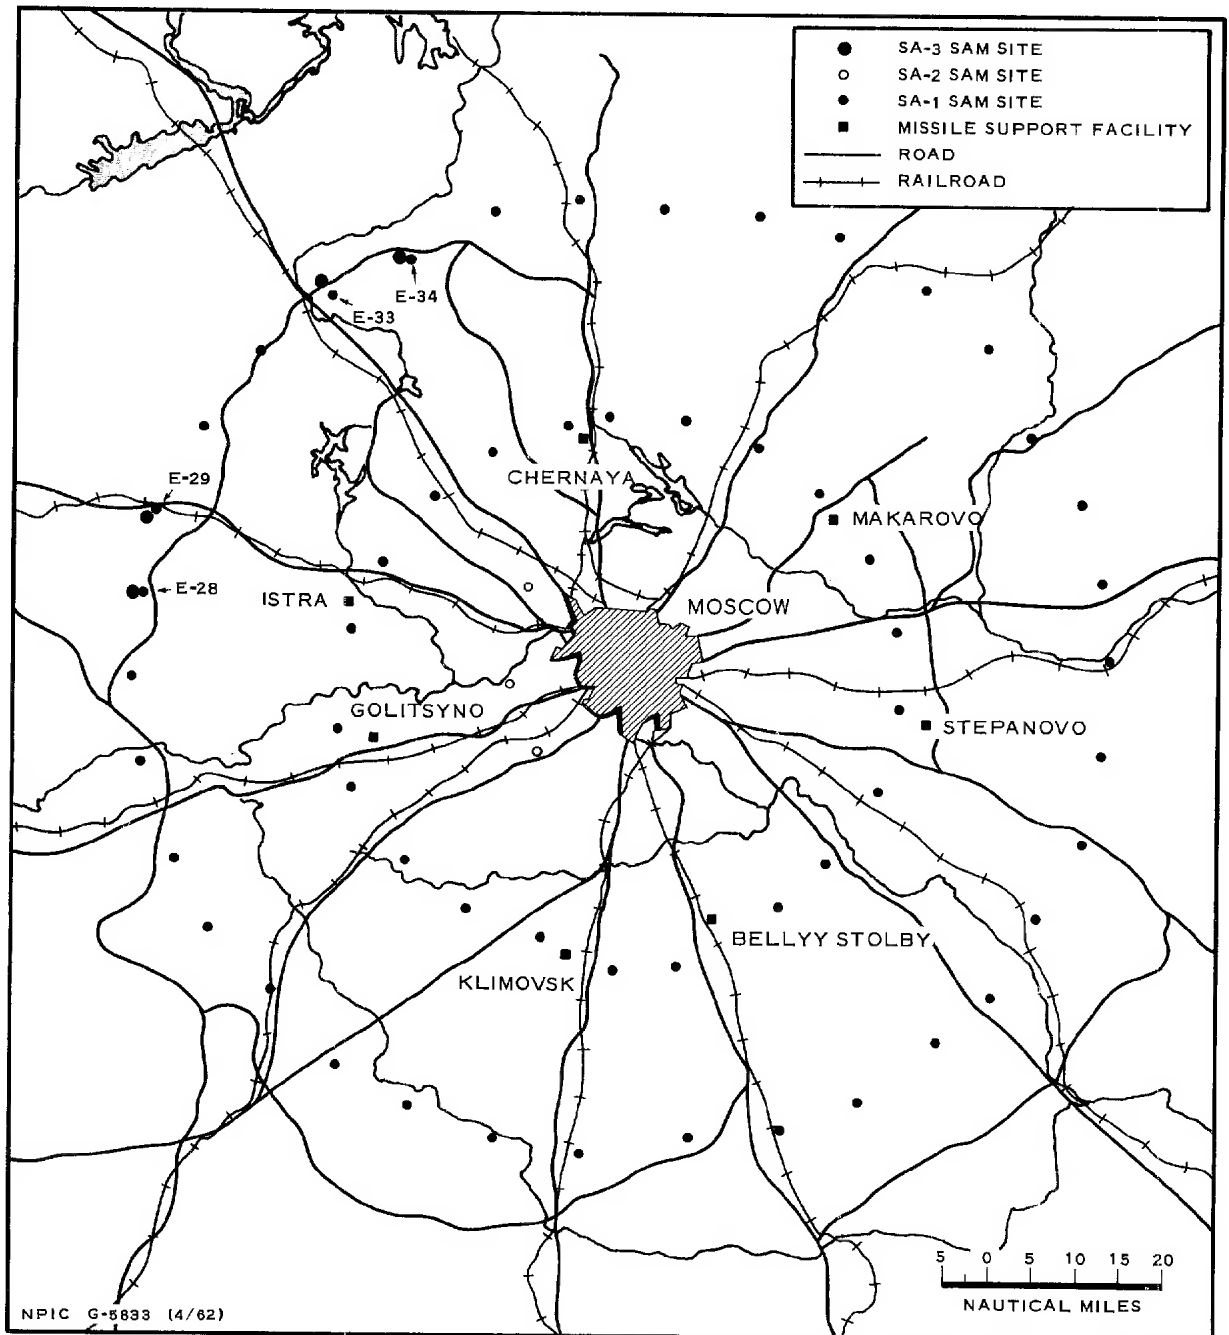 SA-3 SAM SITE
SA-2 SAM SITE
SA-1 SAM SITE
MISSILE SUPPORT FACILITY
ROAD
RAILROAD
E-34
E-33
CHERNAYA
E-29
MAKAROVO
E-28
ISTRA
MOSCOW
GOLITSYNO
STEPANOVO
BELLYY STOLBY
KLIMOVSK
5 0 5 10 15 20
NAUTICAL MILES
NPIC G-5833 (4/62)